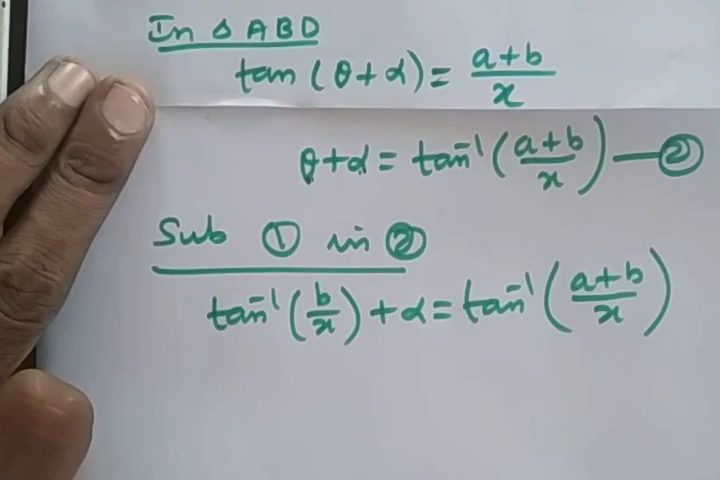 In Δ ABD
tan (θ+α) = a+b/x
θ+α = tan⁻¹(a+b/x) — ②
Sub ① in ②
tan⁻¹(b/x) + α = tan⁻¹(a+b/x)